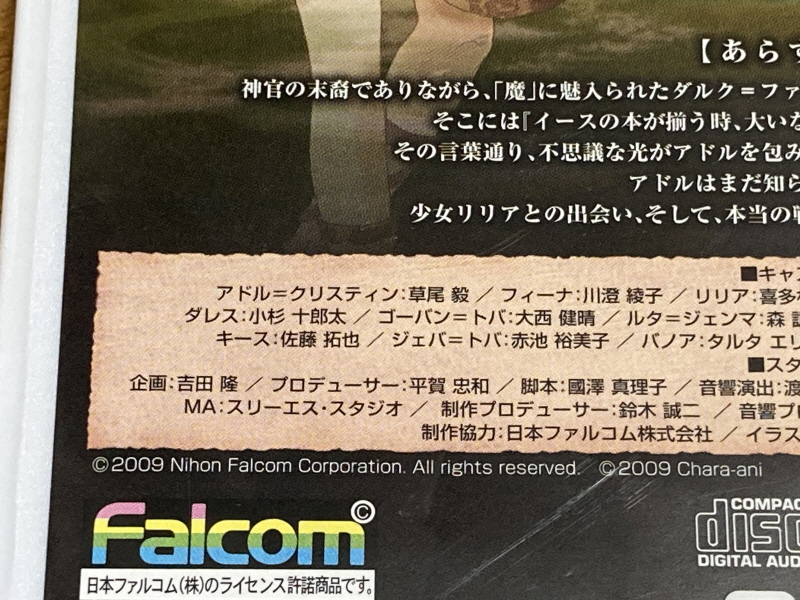 【あらす
神官の末裔でありながら、「魔」に魅入られたダルク＝ファ
そこには『イースの本が揃う時、大いな
その言葉通り、不思議な光がアドルを包み
アドルはまだ知ら
少女リリアとの出会い、そして、本当の戦
■キャス
アドル＝クリスティン:草尾 毅 ／ フィーナ:川澄 綾子 ／ リリア:喜多村
ダレス:小杉 十郎太 ／ ゴーバン＝トバ:大西 健晴 ／ ルタ＝ジェンマ:森
キース:佐藤 拓也 ／ ジェバ＝トバ:赤池 裕美子 ／ バノア:タルタ エリ
■スタ
企画:吉田 隆 ／ プロデューサー:平賀 忠和 ／ 脚本:國澤 真理子 ／ 音響演出:渡
MA:スリーエス・スタジオ ／ 制作プロデューサー:鈴木 誠二 ／ 音響プロ
制作協力:日本ファルコム株式会社 ／ イラス
©2009 Nihon Falcom Corporation. All rights reserved. ©2009 Chara-ani
Falcom©
日本ファルコム(株)のライセンス許諾商品です。
COMPAC
disc
DIGITAL AUD